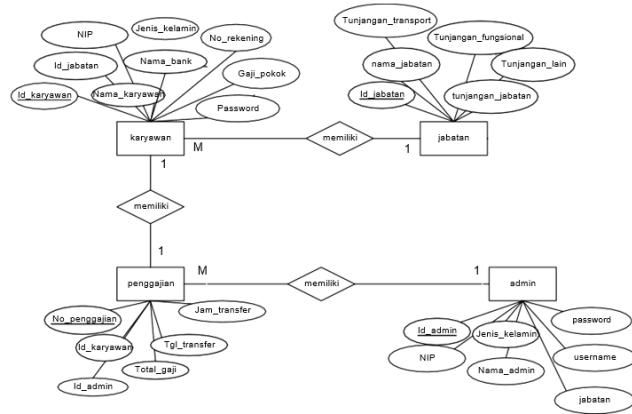 Tunjangan_transport
Jenis_kelamin
NIP
No_rekening
Tunjangan_fungsional
Id_jabatan
Nama_bank
nama_jabatan
Tunjangan_lain
Gaji_pokok
Id_karyawan
Nama_karyawan
Id_jabatan
tunjangan_jabatan
Password
karyawan
memiliki
jabatan
M
1
1
memiliki
1
M
1
penggajian
memiliki
admin
No_penggajian
Jam_transfer
Id_admin
Jenis_kelamin
password
Id_karyawan
Tgl_transfer
NIP
username
Total_gaji
Nama_admin
Id_admin
jabatan